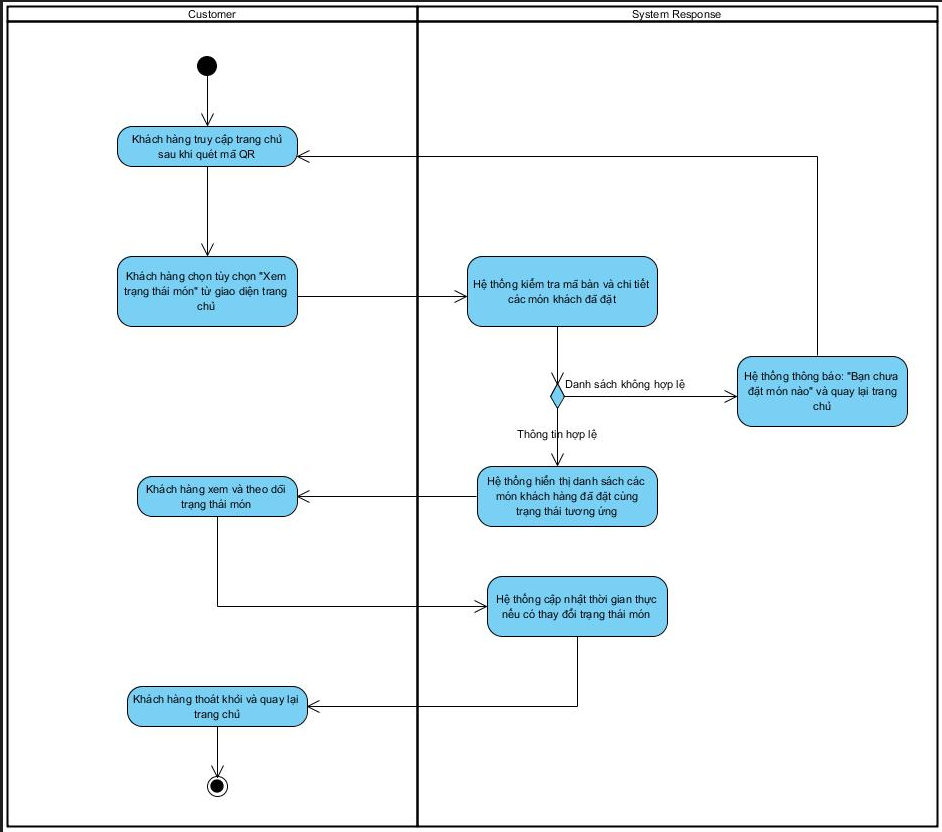 Customer
System Response
Khách hàng truy cập trang chủ
sau khi quét mã QR
Khách hàng chọn tùy chọn "Xem
trạng thái món" từ giao diện trang
chủ
Hệ thống kiểm tra mã bàn và chi tiết
các món khách đã đặt
Danh sách không hợp lệ
Hệ thống thông báo: "Bạn chưa
đặt món nào" và quay lại trang
chủ
Thông tin hợp lệ
Hệ thống hiển thị danh sách các
món khách hàng đã đặt cùng
trạng thái tương ứng
Khách hàng xem và theo dõi
trạng thái món
Hệ thống cập nhật thời gian thực
nếu có thay đổi trạng thái món
Khách hàng thoát khỏi và quay lại
trang chủ